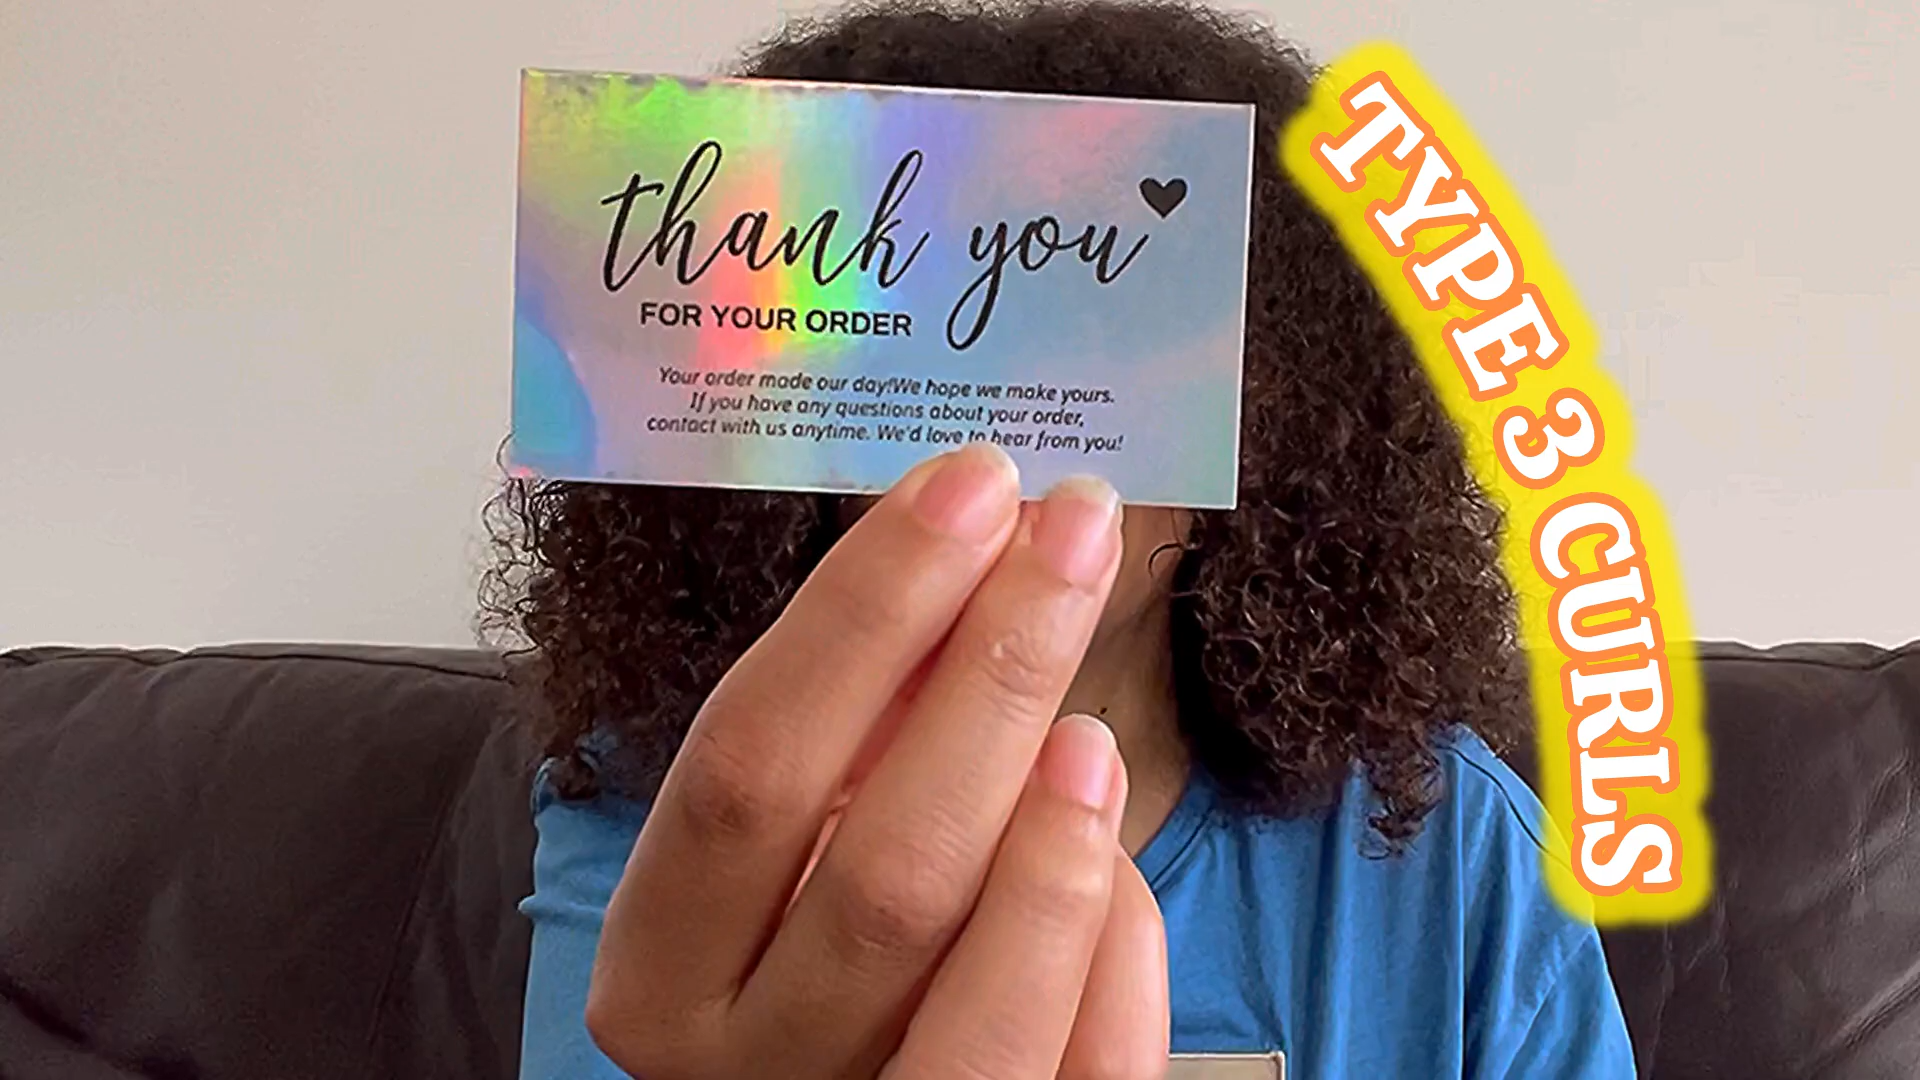 thank you
FOR YOUR ORDER
Your order made our day!We hope we make yours.
If you have any questions about your order,
contact with us anytime. We'd love to hear from you!
TYPE 3 CURLS